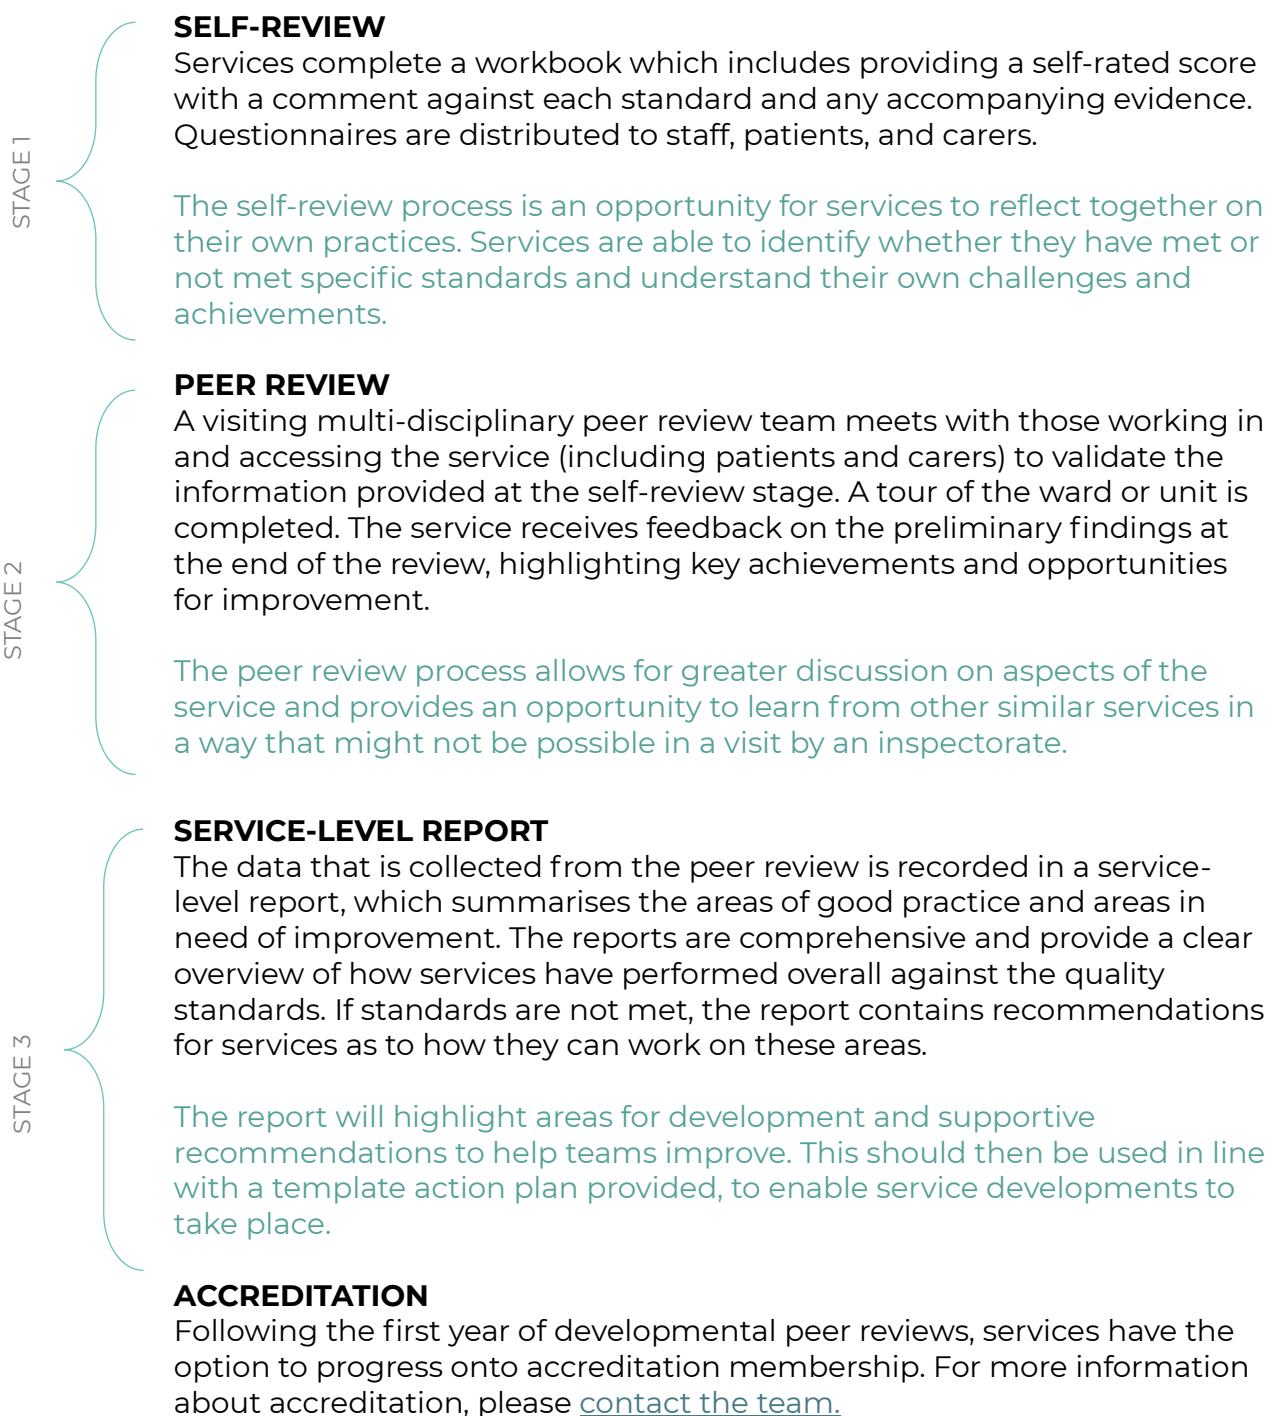 STAGE 1
SELF-REVIEW
Services complete a workbook which includes providing a self-rated score
with a comment against each standard and any accompanying evidence.
Questionnaires are distributed to staff, patients, and carers.
The self-review process is an opportunity for services to reflect together on
their own practices. Services are able to identify whether they have met or
not met specific standards and understand their own challenges and
achievements.
STAGE 2
PEER REVIEW
A visiting multi-disciplinary peer review team meets with those working in
and accessing the service (including patients and carers) to validate the
information provided at the self-review stage. A tour of the ward or unit is
completed. The service receives feedback on the preliminary findings at
the end of the review, highlighting key achievements and opportunities
for improvement.
The peer review process allows for greater discussion on aspects of the
service and provides an opportunity to learn from other similar services in
a way that might not be possible in a visit by an inspectorate.
STAGE 3
SERVICE-LEVEL REPORT
The data that is collected from the peer review is recorded in a service-
level report, which summarises the areas of good practice and areas in
need of improvement. The reports are comprehensive and provide a clear
overview of how services have performed overall against the quality
standards. If standards are not met, the report contains recommendations
for services as to how they can work on these areas.
The report will highlight areas for development and supportive
recommendations to help teams improve. This should then be used in line
with a template action plan provided, to enable service developments to
take place.
ACCREDITATION
Following the first year of developmental peer reviews, services have the
option to progress onto accreditation membership. For more information
about accreditation, please contact the team.